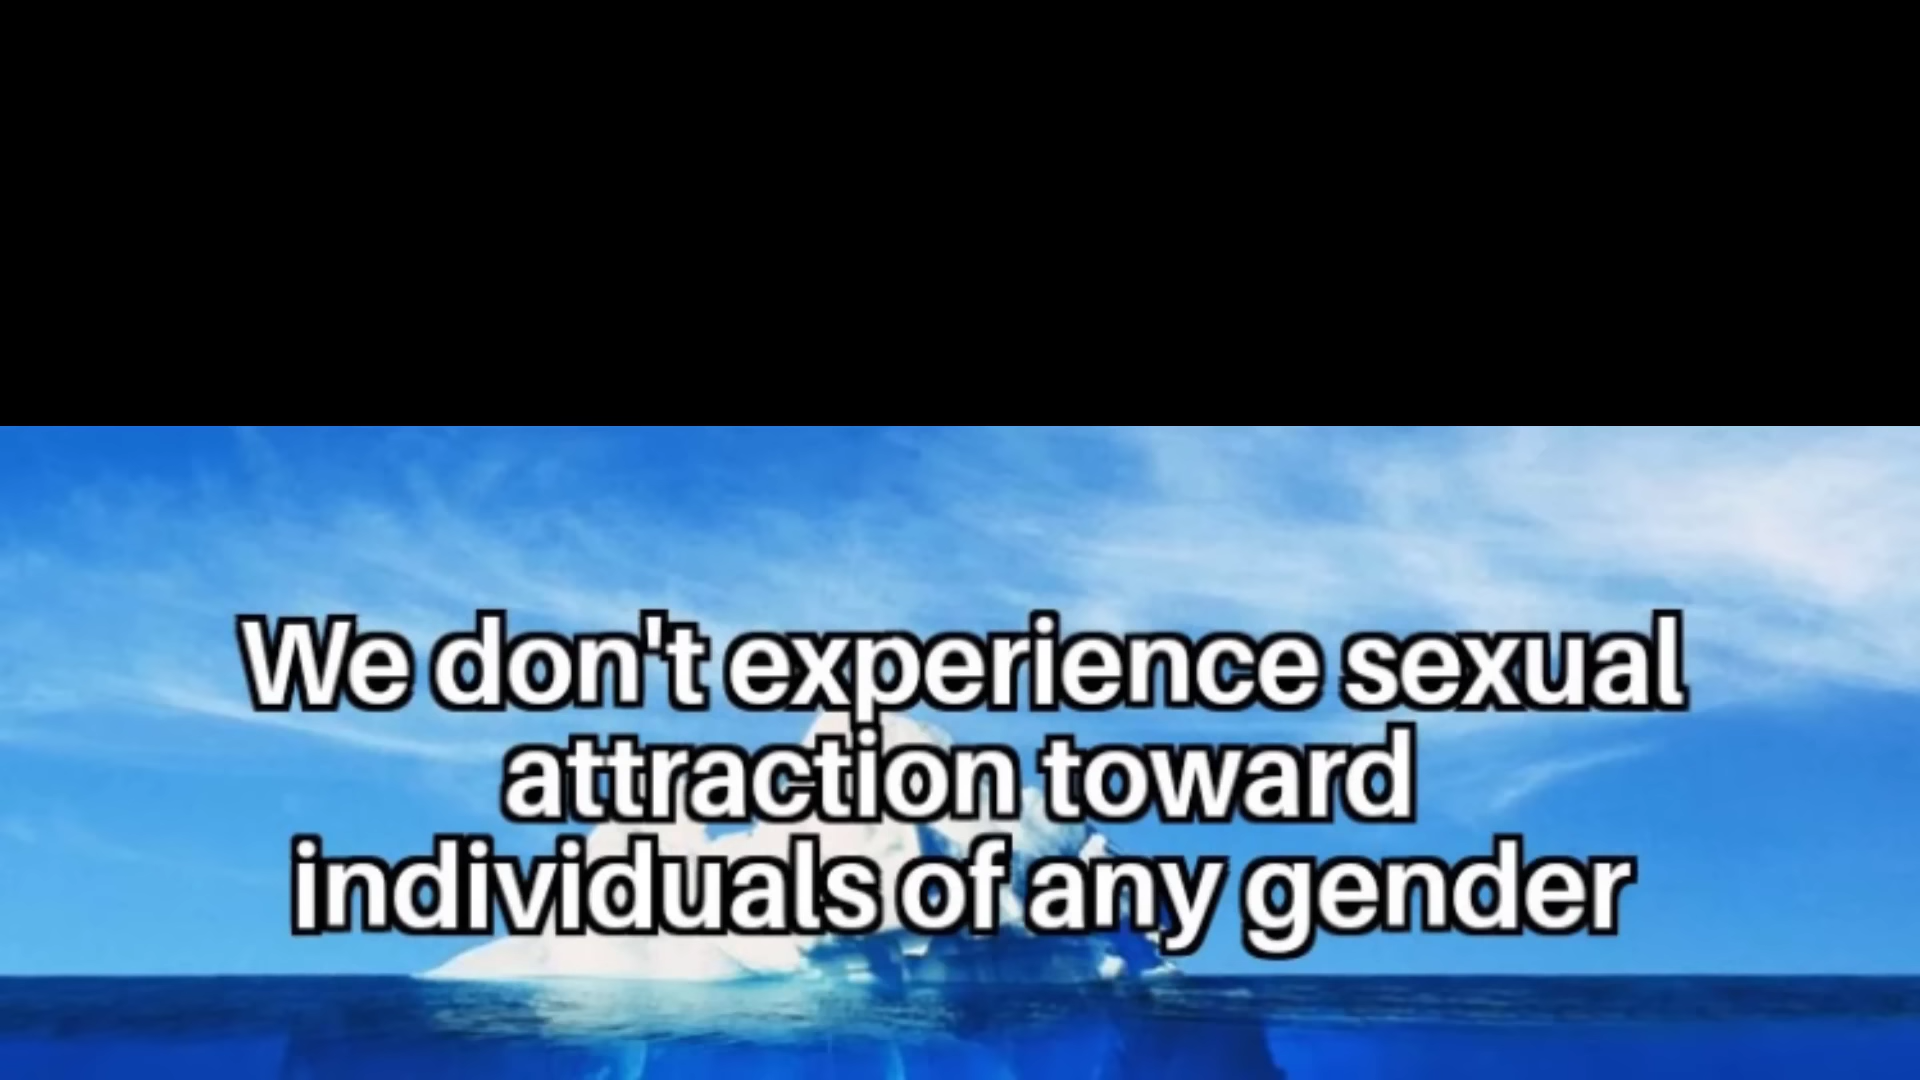 We don't experience sexual
attraction toward
individuals of any gender